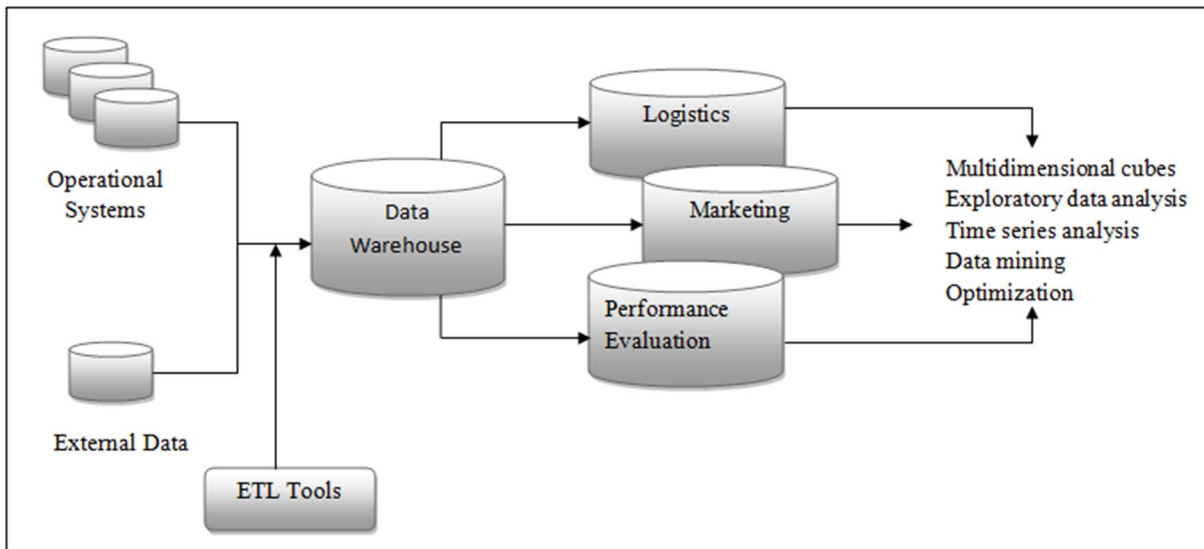 Operational
Systems
External Data
ETL Tools
Data
Warehouse
Logistics
Marketing
Performance
Evaluation
Multidimensional cubes
Exploratory data analysis
Time series analysis
Data mining
Optimization